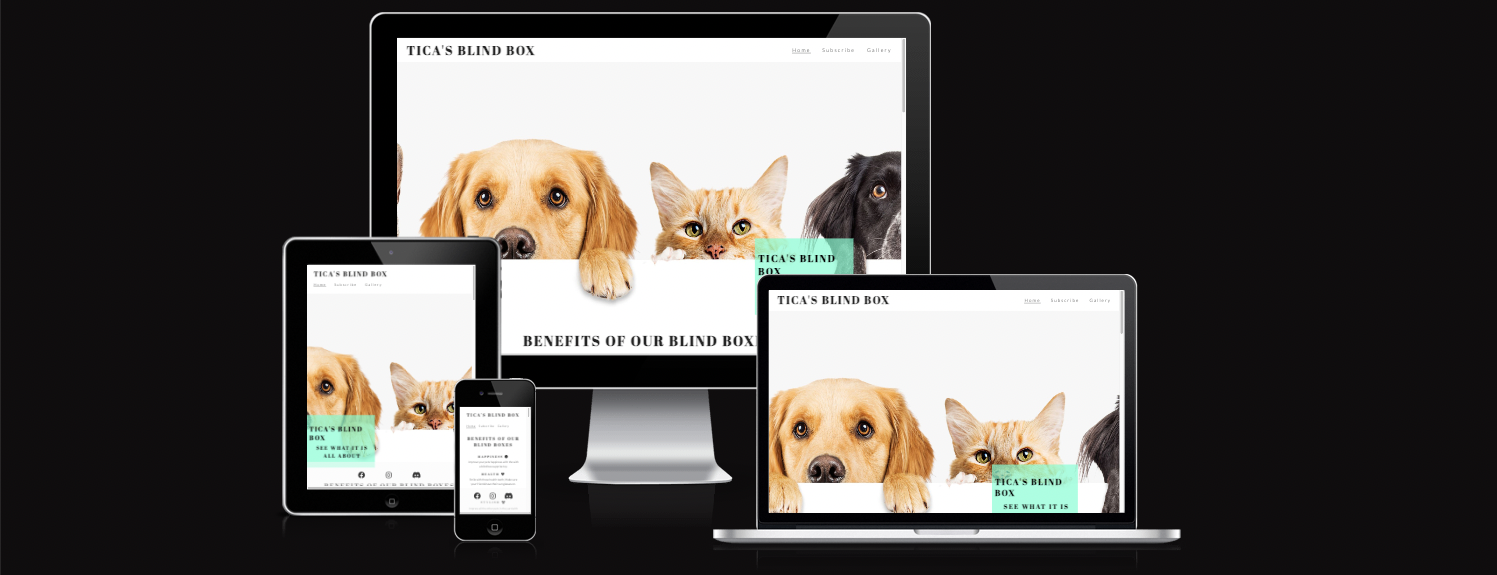 TICA'S BLIND BOX
Home Subscribe Gallery
TICA'S BLIND
BOX
BENEFITS OF OUR BLIND BOX
TICA'S BLIND BOX
Home Subscribe Gallery
TICA'S BLIND
BOX
SEE WHAT IT IS
ALL ABOUT
BENEFITS OF OUR BLIND BOXES
TICA'S BLIND BOX
Home Subscribe Gallery
BENEFITS OF OUR
BLIND BOXES
HAPPINESS
HEALTH
TICA'S BLIND BOX
Home Subscribe Gallery
TICA'S BLIND
BOX
SEE WHAT IT IS